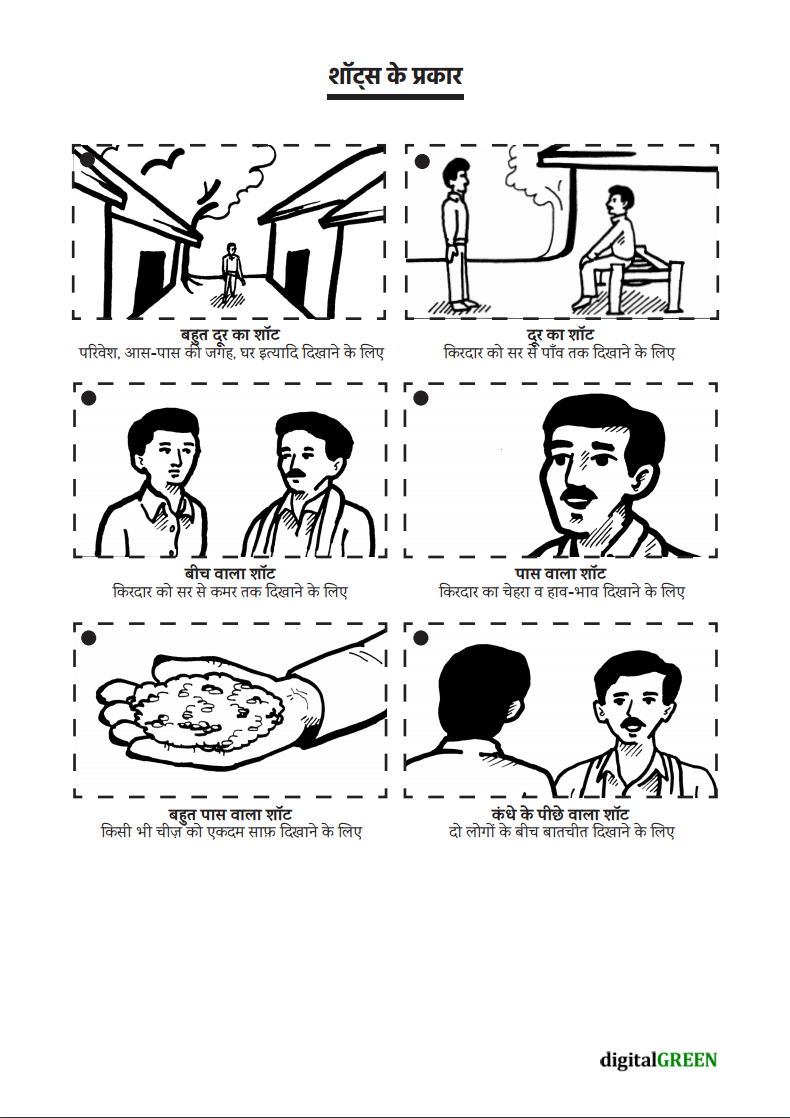 शॉट्स के प्रकार
बहुत दूर का शॉट
परिवेश, आस-पास की जगह, घर इत्यादि दिखाने के लिए
दूर का शॉट
किरदार को सर से पाँव तक दिखाने के लिए
बीच वाला शॉट
किरदार को सर से कमर तक दिखाने के लिए
पास वाला शॉट
किरदार का चेहरा व हाव-भाव दिखाने के लिए
बहुत पास वाला शॉट
किसी भी चीज़ को एकदम साफ़ दिखाने के लिए
कंधे के पीछे वाला शॉट
दो लोगों के बीच बातचीत दिखाने के लिए
digitalGREEN